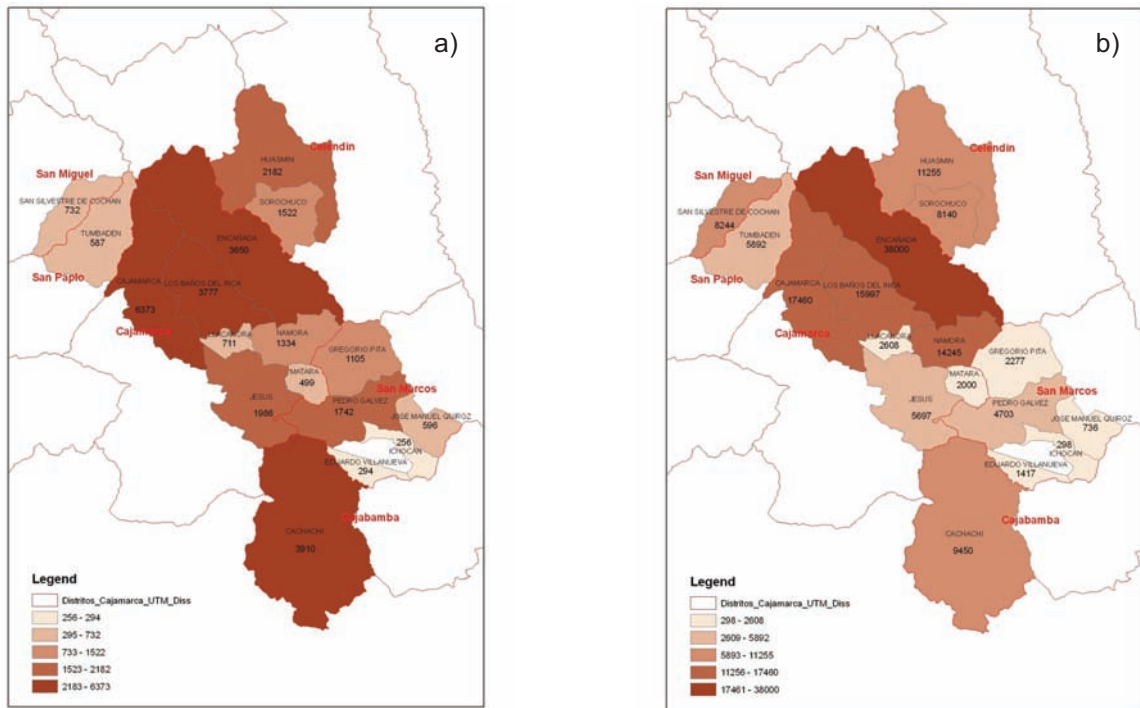 a)
Celendin
HUASMIN
2182
San Miguel
SOROCHUCO
1522
SAN SILVESTRE DE COCHAN
732
TUMBADEN
587
ENCAÑADA
3650
San Paplo
CAJAMARCA
LOS BAÑOS DEL INCA
3777
6373
Cajamarca
LLACANORA
711
NAMORA
1334
GREGORIO PITA
1105
MATARA
499
San Marcos
JESUS
1986
PEDRO GALVEZ
1742
JOSE MANUEL QUIROZ
596
256
ICHOCAN
EDUARDO VILLANUEVA
294
Cajabamba
CACHACHI
3910
Legend
Distritos_Cajamarca_UTM_Diss
256 - 294
295 - 732
733 - 1522
1523 - 2182
2183 - 6373
b)
Celendin
HUASMIN
11255
San Miguel
SOROCHUCO
8140
SAN SILVESTRE DE COCHAN
8244
TUMBADEN
5892
ENCAÑADA
38000
San Paplo
CAJAMARCA
LOS BAÑOS DEL INCA
15997
17460
Cajamarca
LLACANORA
2608
NAMORA
14245
GREGORIO PITA
2277
MATARA
2000
San Marcos
JESUS
5697
PEDRO GALVEZ
4703
JOSE MANUEL QUIROZ
736
298
ICHOCAN
EDUARDO VILLANUEVA
1417
Cajabamba
CACHACHI
9450
Legend
Distritos_Cajamarca_UTM_Diss
298 - 2608
2609 - 5892
5893 - 11255
11256 - 17460
17461 - 38000